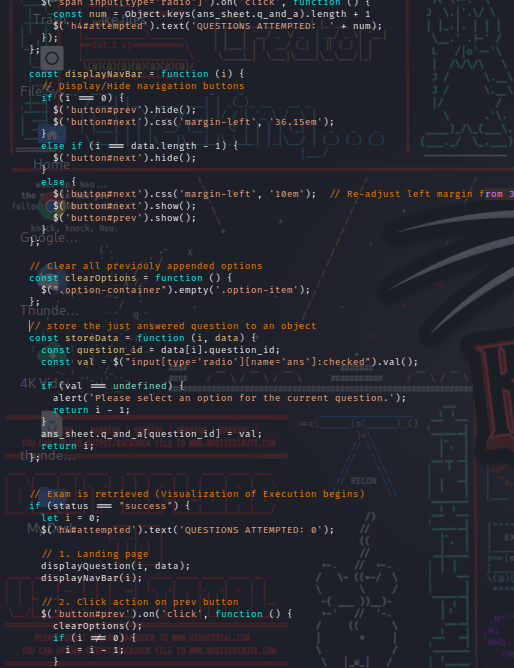 $("span input[type='radio']").on('click', function () {
const num = Object.keys(ans_sheet.q_and_a).length + 1
$('h4#attempted').text('QUESTIONS ATTEMPTED: ' + num);
});
};
const displayNavBar = function (i) {
// Display/Hide navigation buttons
if (i === 0) {
$('button#prev').hide();
$('button#next').css('margin-left', '36.15em');
}
else if (i === data.length - 1) {
$('button#next').hide();
}
else {
$('button#next').css('margin-left', '10em');  // Re-adjust left margin from 3
$('button#next').show();
$('button#prev').show();
}
};
// Clear all previouly appended options
const clearOptions = function () {
$(".option-container").empty('.option-item');
};
// store the just answered question to an object
const storeData = function (i, data) {
const question_id = data[i].question_id;
const val = $("input[type='radio'][name='ans']:checked").val();
if (val === undefined) {
alert('Please select an option for the current question.');
return i - 1;
}
ans_sheet.q_and_a[question_id] = val;
return i;
};
// Exam is retrieved (Visualization of Execution begins)
if (status === "success") {
let i = 0;
$('h4#attempted').text('QUESTIONS ATTEMPTED: 0');
// 1. Landing page
displayQuestion(i, data);
displayNavBar(i);
// 2. Click action on prev button
$('button#prev').on('click', function () {
clearOptions();
if (i !== 0) {
i = i - 1;
}
Home
Google...
Thunde...
thunde...
RECON